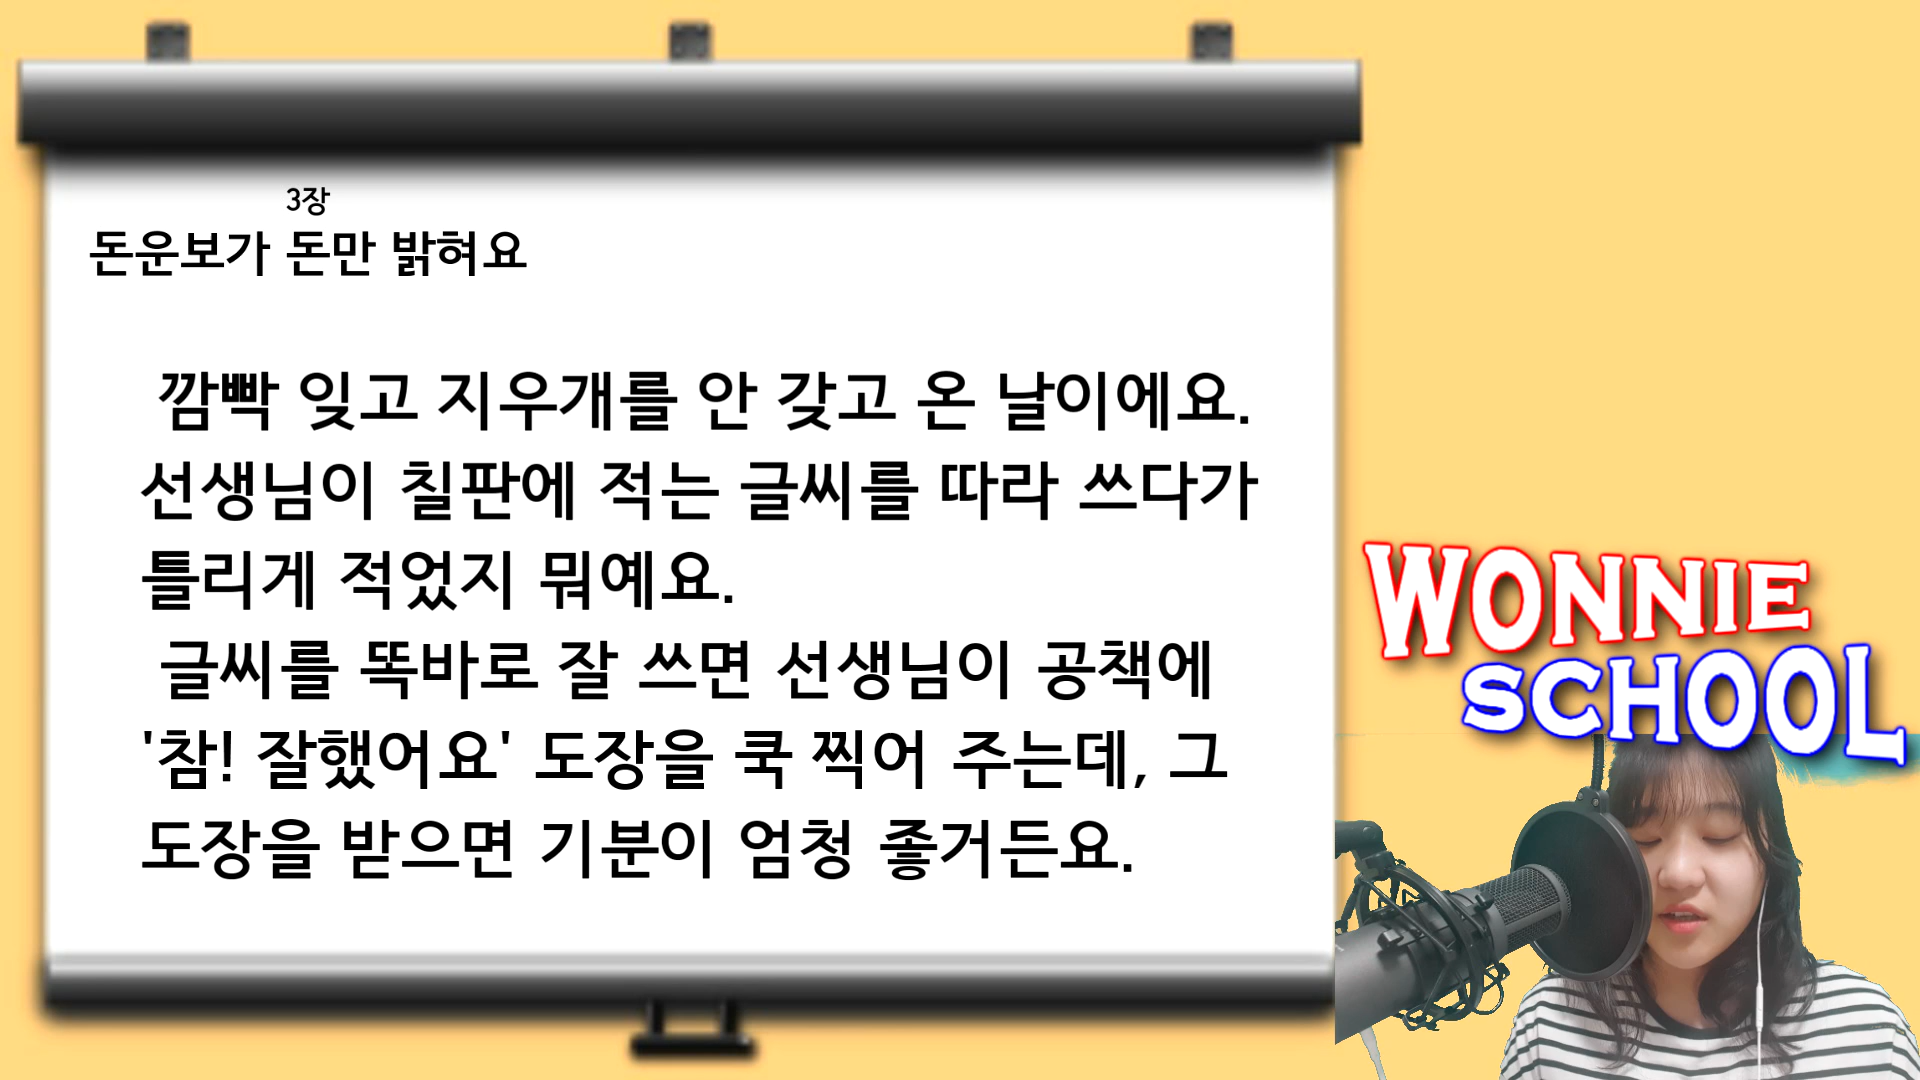 3장
돈운보가 돈만 밝혀요
깜빡 잊고 지우개를 안 갖고 온 날이에요.
선생님이 칠판에 적는 글씨를 따라 쓰다가
틀리게 적었지 뭐예요.
글씨를 똑바로 잘 쓰면 선생님이 공책에
'참! 잘했어요' 도장을 쿡 찍어 주는데, 그
도장을 받으면 기분이 엄청 좋거든요.
WONNIE
SCHOOL